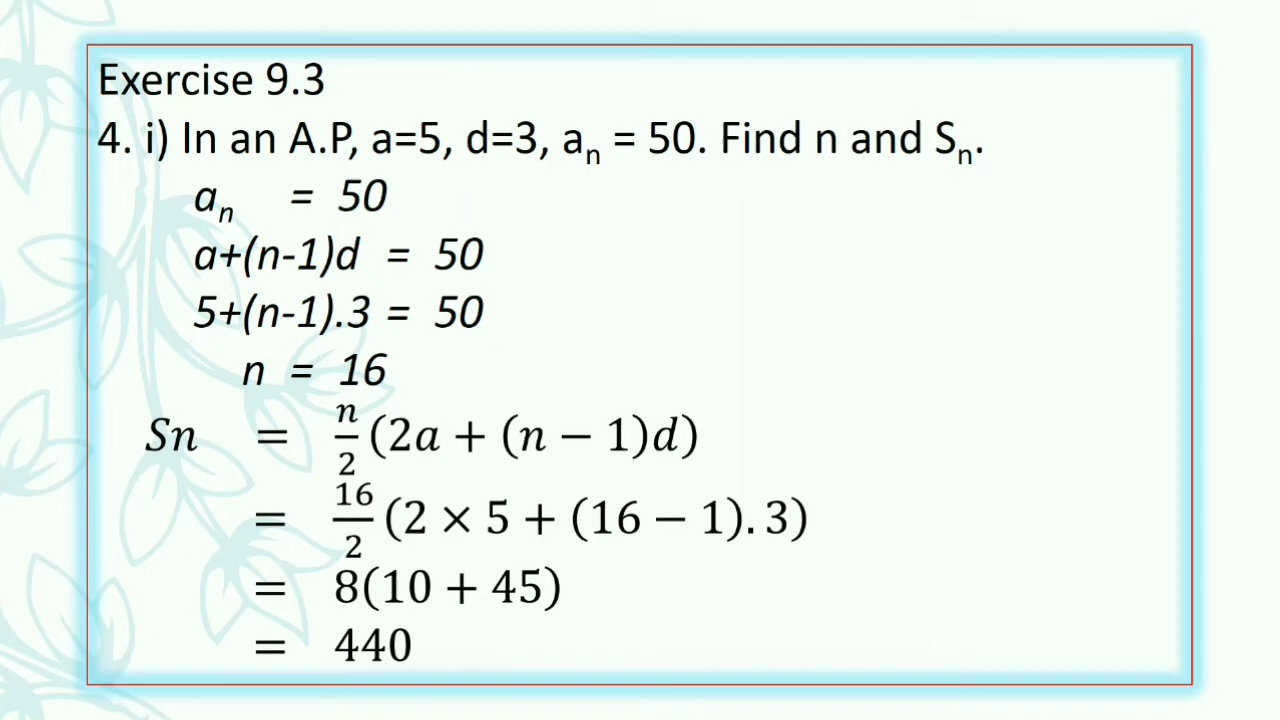 Exercise 9.3
4. i) In an A.P, a=5, d=3, aₙ = 50. Find n and Sₙ.
aₙ = 50
a+(n-1)d = 50
5+(n-1).3 = 50
n = 16
Sn = n/2 (2a + (n − 1)d)
= 16/2 (2 × 5 + (16 − 1). 3)
= 8(10 + 45)
= 440